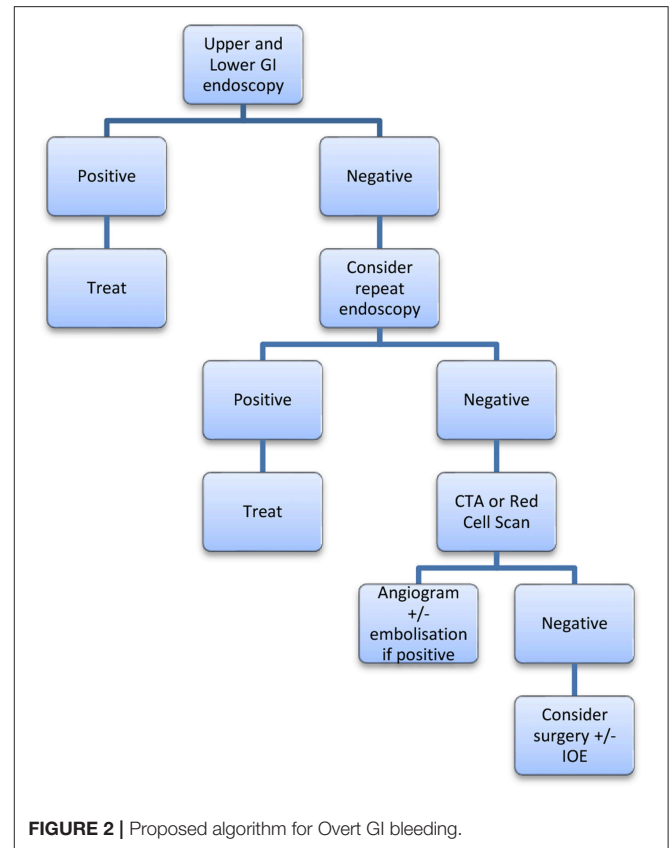 Upper and
Lower GI
endoscopy
Positive
Negative
Treat
Consider
repeat
endoscopy
Positive
Negative
Treat
CTA or Red
Cell Scan
Angiogram
+/-
embolisation
if positive
Negative
Consider
surgery +/-
IOE
FIGURE 2 | Proposed algorithm for Overt GI bleeding.